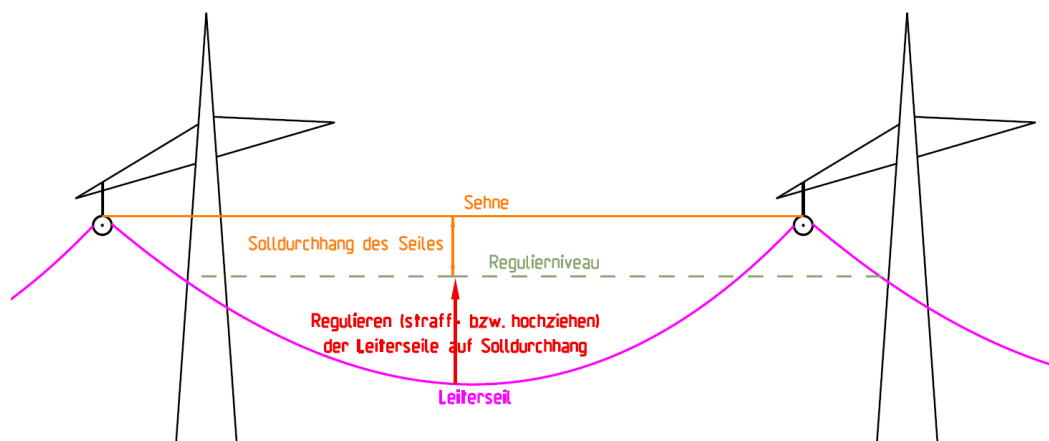 Sehne
Solldurchhang des Seiles
Regulierniveau
Regulieren (straff- bzw. hochziehen)
der Leiterseile auf Solldurchhang
Leiterseil